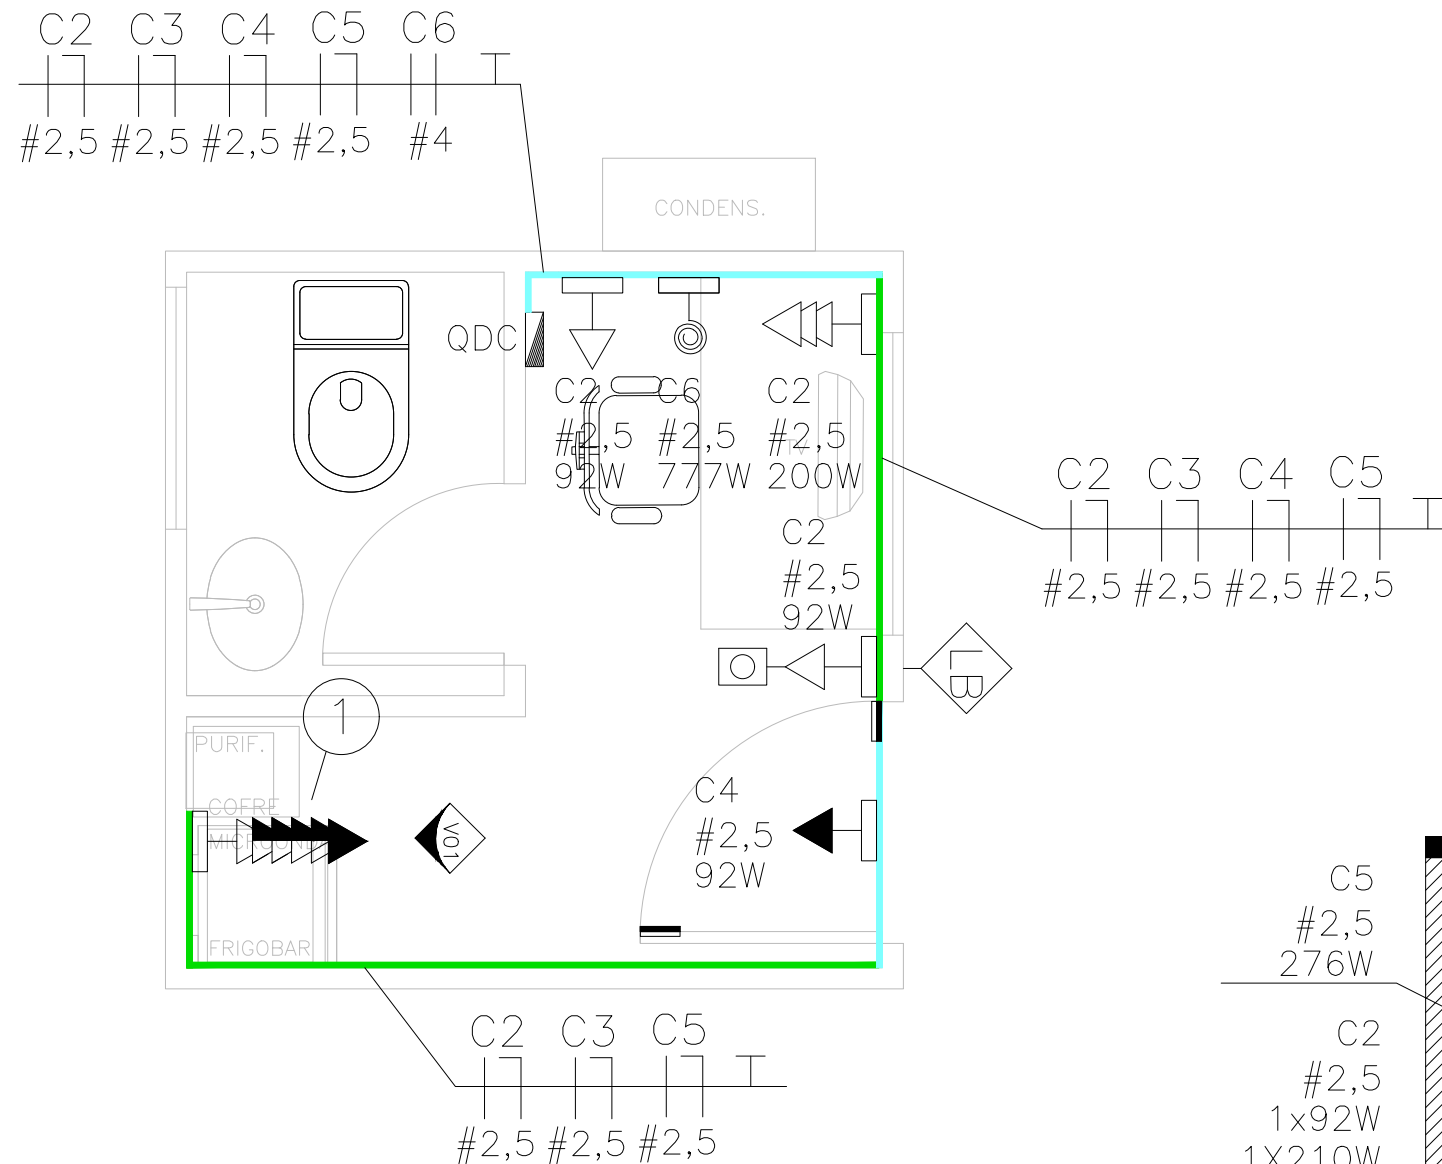 C2 C3 C4 C5 C6
#2,5 #2,5 #2,5 #2,5 #4
CONDENS.
QDC
C2 C6 C2
#2,5 #2,5 #2,5
92W 777W 200W
TV
C2 C3 C4 C5
#2,5 #2,5 #2,5 #2,5
C2
#2,5
92W
LB
1
PURIF.
COFRE
MICROOND.
FRIGOBAR
V01
C4
#2,5
92W
C5
#2,5
276W
C2
#2,5
1x92W
1X210W
C2 C3 C5
#2,5 #2,5 #2,5